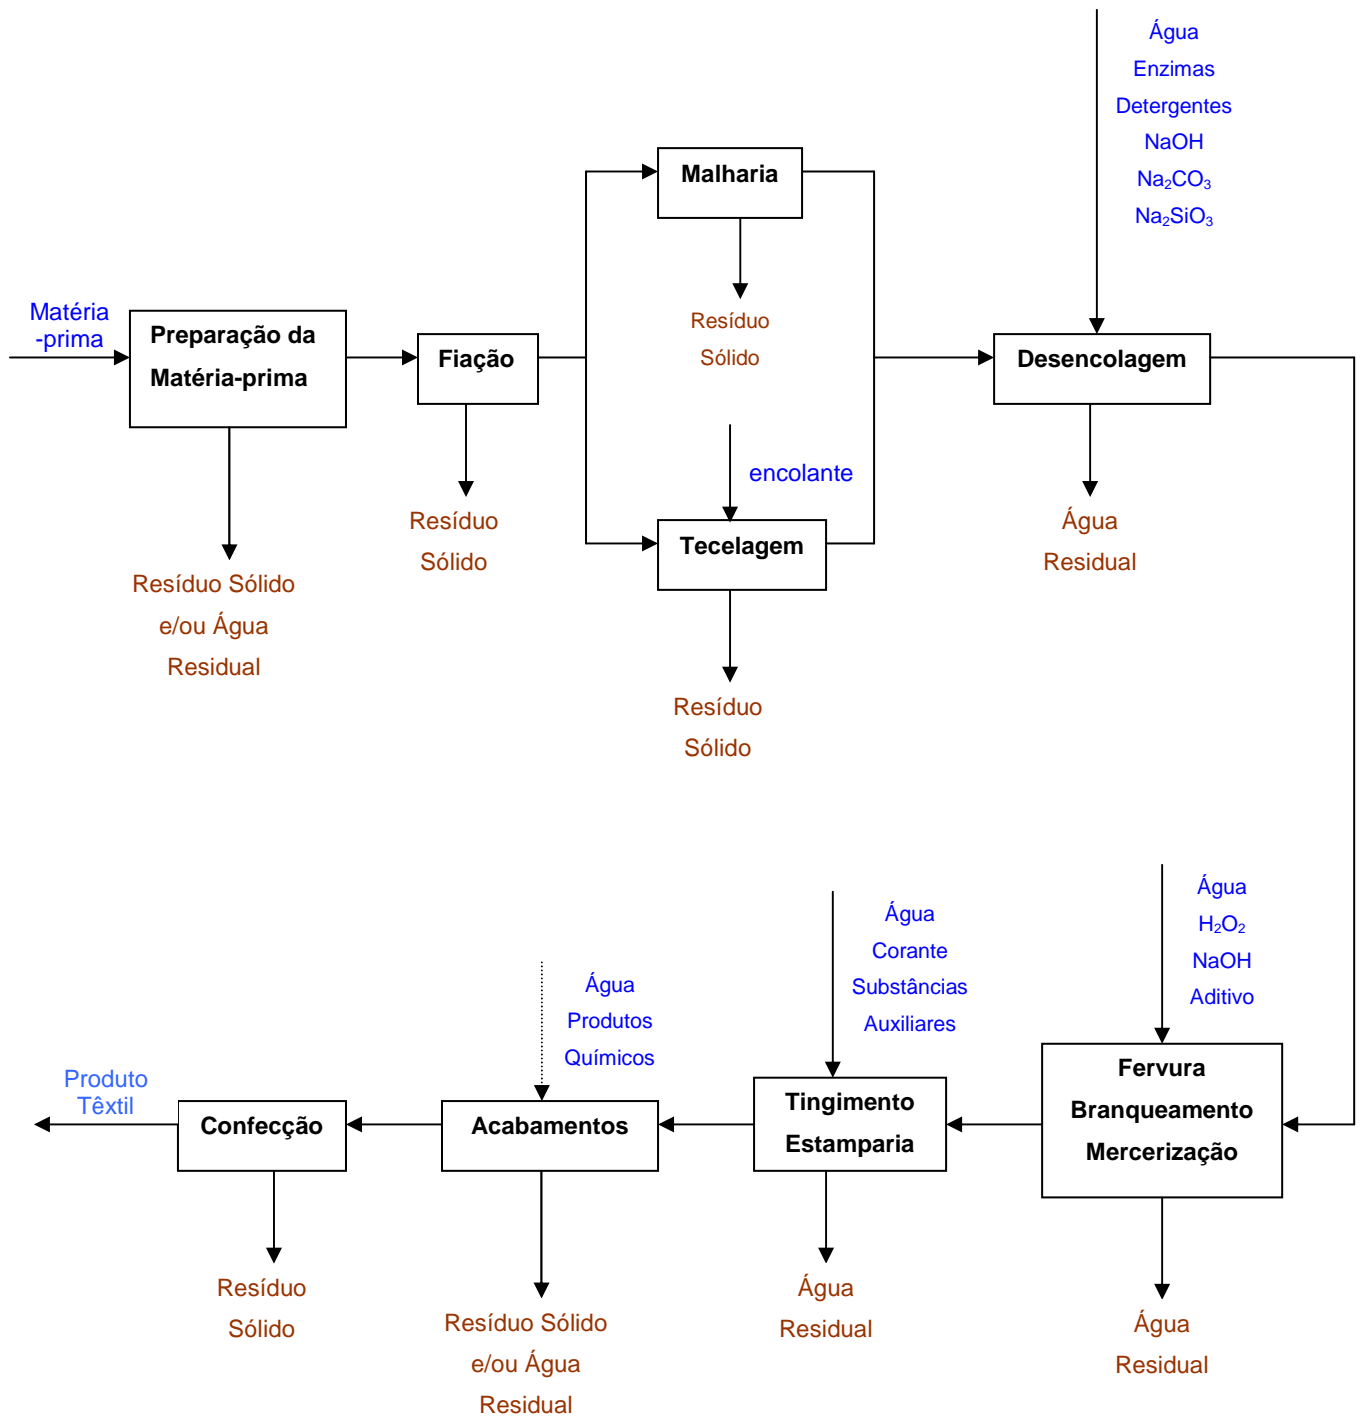 Água
Enzimas
Detergentes
NaOH
Na₂CO₃
Na₂SiO₃
Malharia
Resíduo
Sólido
Matéria
-prima
Preparação da
Matéria-prima
Fiação
Desencolagem
encolante
Tecelagem
Resíduo
Sólido
Água
Residual
Resíduo Sólido
e/ou Água
Residual
Resíduo
Sólido
Água
H₂O₂
NaOH
Aditivo
Água
Corante
Substâncias
Auxiliares
Água
Produtos
Químicos
Fervura
Branqueamento
Mercerização
Tingimento
Estamparia
Acabamentos
Confecção
Produto
Têxtil
Resíduo
Sólido
Resíduo Sólido
e/ou Água
Residual
Água
Residual
Água
Residual